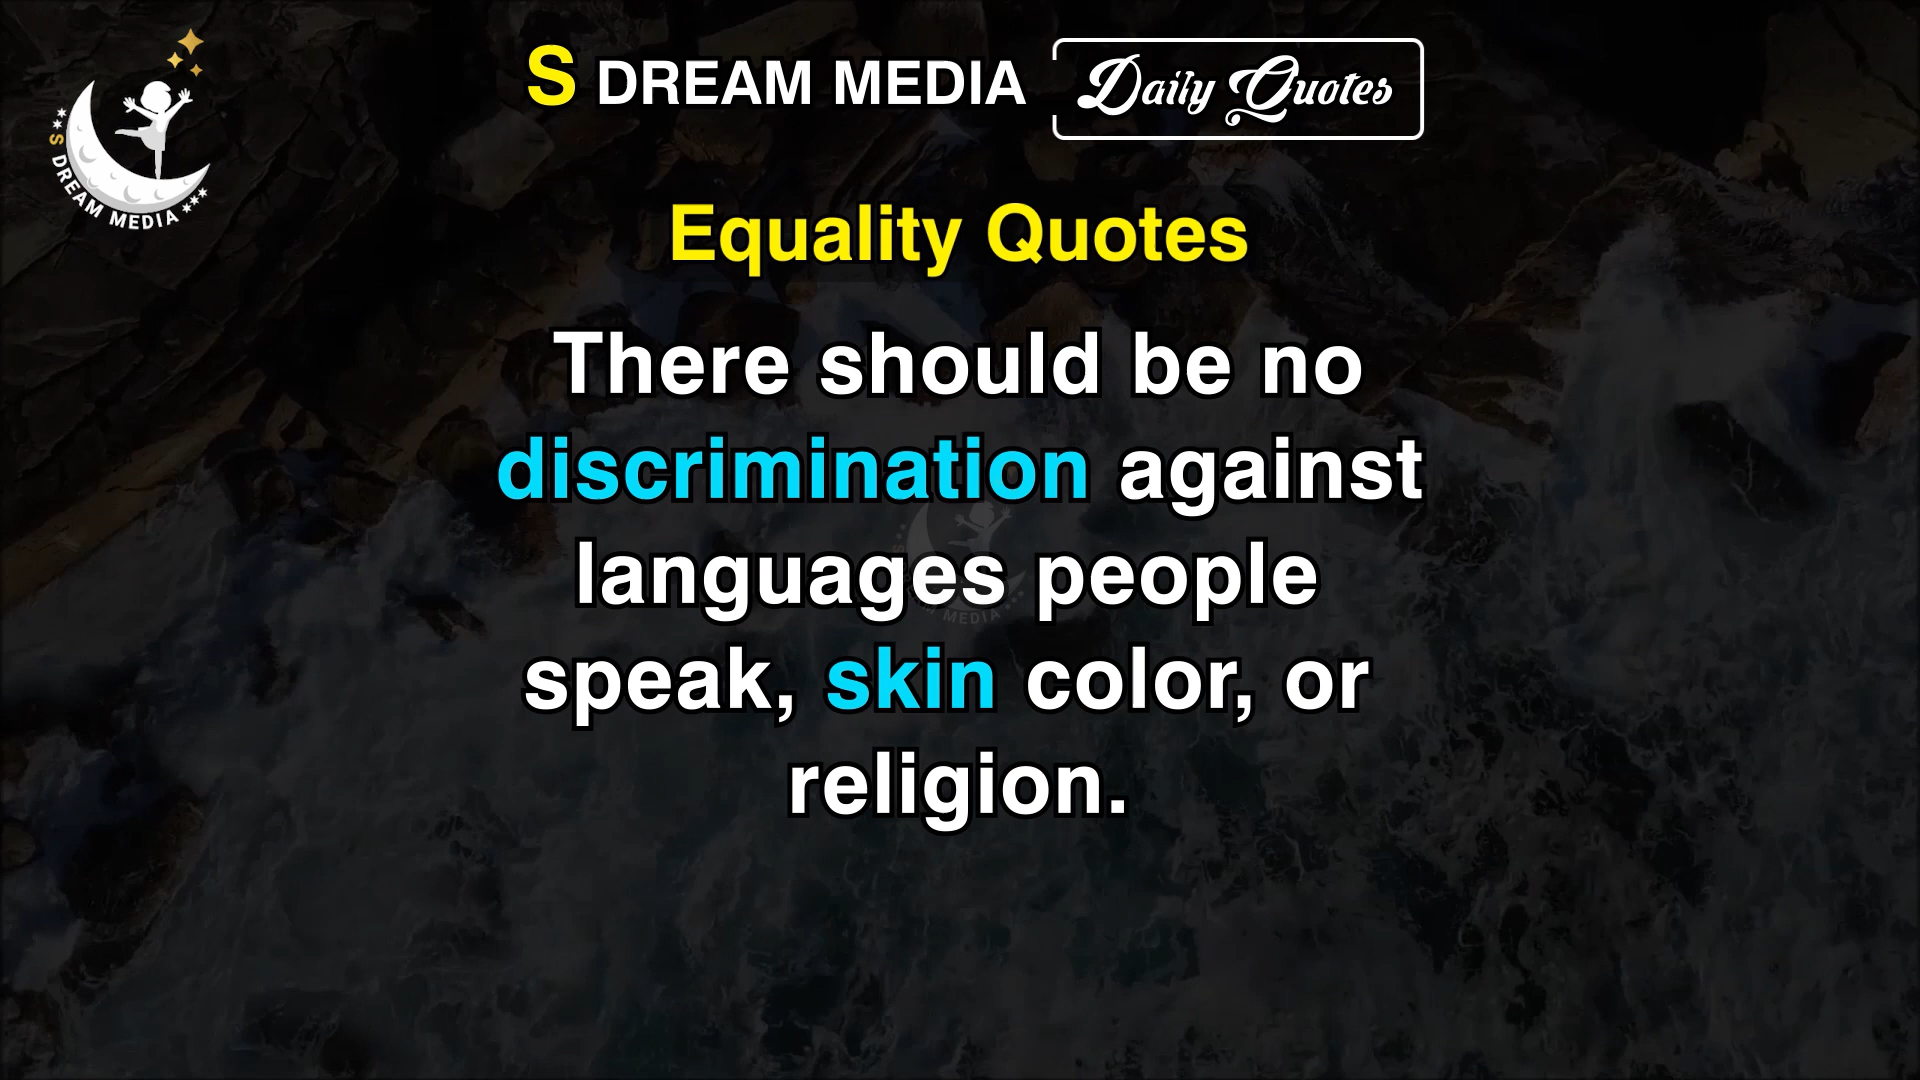 S DREAM MEDIA
S DREAM MEDIA Daily Quotes
Equality Quotes
There should be no
discrimination against
languages people
speak, skin color, or
religion.
MEDIA